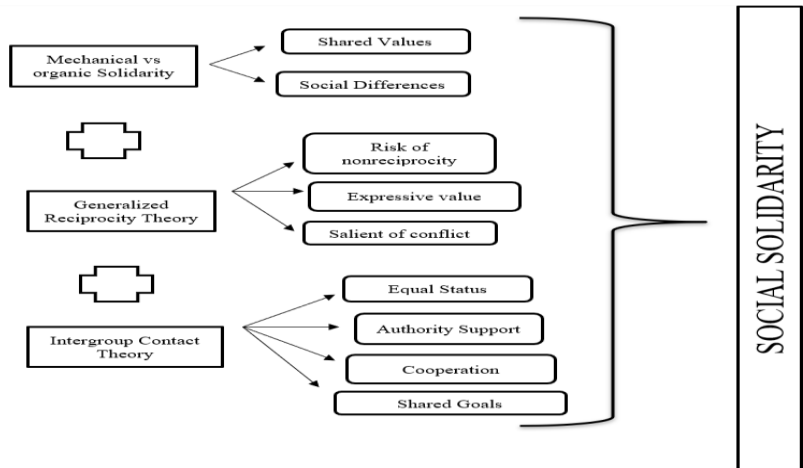 Mechanical vs
organic Solidarity
Shared Values
Social Differences
Generalized
Reciprocity Theory
Risk of
nonreciprocity
Expressive value
Salient of conflict
Intergroup Contact
Theory
Equal Status
Authority Support
Cooperation
Shared Goals
SOCIAL SOLIDARITY